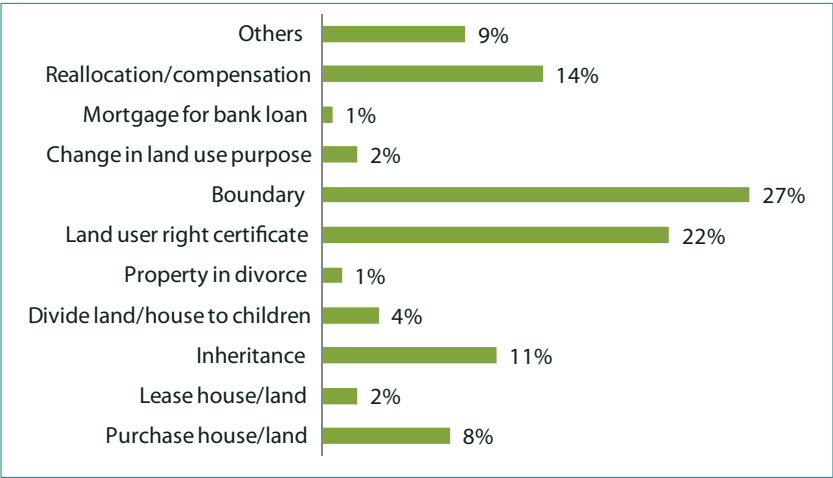 Others 9%
Reallocation/compensation 14%
Mortgage for bank loan 1%
Change in land use purpose 2%
Boundary 27%
Land user right certificate 22%
Property in divorce 1%
Divide land/house to children 4%
Inheritance 11%
Lease house/land 2%
Purchase house/land 8%